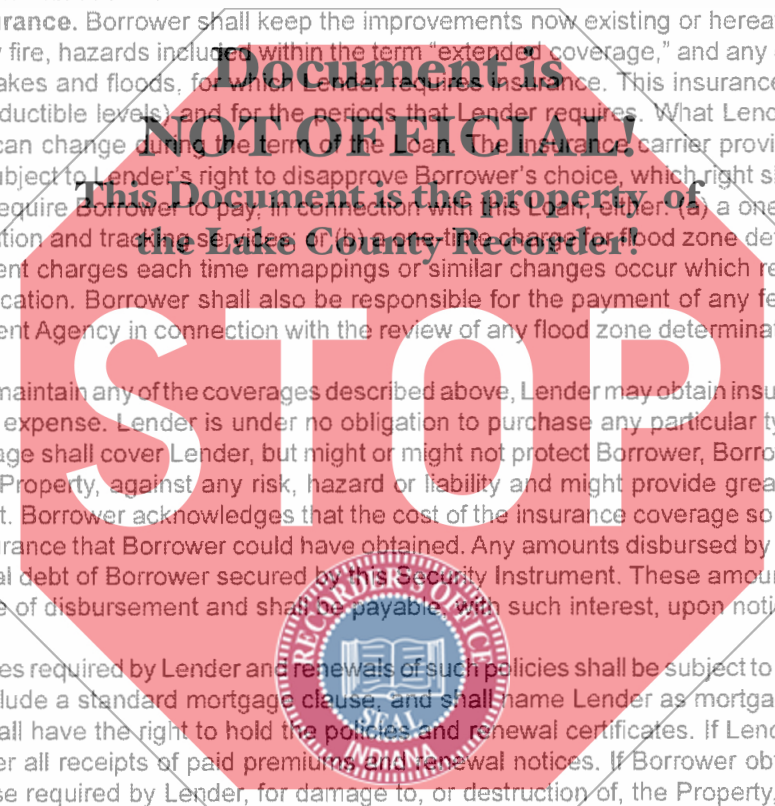 rance. Borrower shall keep the improvements now existing or herea
fire, hazards included within the term "extended coverage," and any
akes and floods, for which Lender requires insurance. This insurance
ductible levels) and for the periods that Lender requires. What Lend
can change during the term of the Loan. The insurance carrier provi
bject to Lender's right to disapprove Borrower's choice, which right s
equire Borrower to pay, in connection with this Loan, either: (a) a one
tion and tracking services; or (b) a one-time charge for flood zone de
ent charges each time remappings or similar changes occur which re
cation. Borrower shall also be responsible for the payment of any fe
ent Agency in connection with the review of any flood zone determina
maintain any of the coverages described above, Lender may obtain insu
expense. Lender is under no obligation to purchase any particular ty
age shall cover Lender, but might or might not protect Borrower, Borro
Property, against any risk, hazard or liability and might provide grea
t. Borrower acknowledges that the cost of the insurance coverage so
urance that Borrower could have obtained. Any amounts disbursed by
al debt of Borrower secured by this Security Instrument. These amou
e of disbursement and shall be payable, with such interest, upon noti
es required by Lender and renewals of such policies shall be subject to
lude a standard mortgage clause, and shall name Lender as mortga
all have the right to hold the policies and renewal certificates. If Lend
er all receipts of paid premiums and renewal notices. If Borrower ob
se required by Lender, for damage to, or destruction of, the Property,
Document is
NOT OFFICIAL!
This Document is the property of
the Lake County Recorder!
STOP
RECORDER'S OFFICE
SEAL
INDIANA